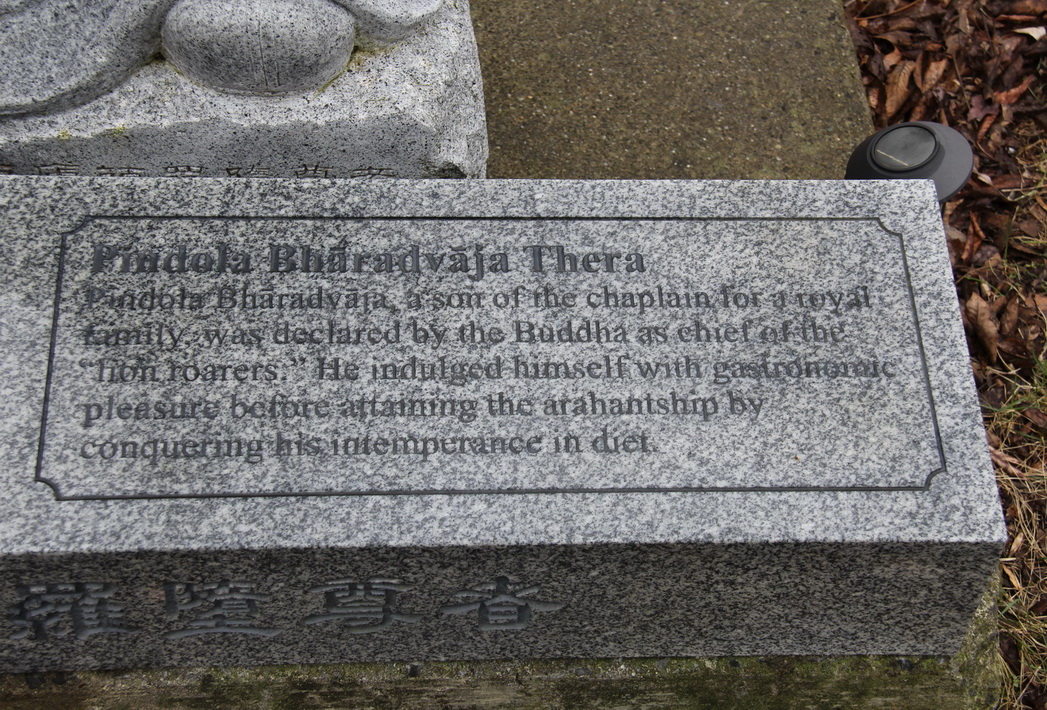 Pindola Bhāradvāja Thera
Pindola Bhāradvāja, a son of the chaplain for a royal
family, was declared by the Buddha as chief of the
“lion roarers.” He indulged himself with gastronomic
pleasure before attaining the arahantship by
conquering his intemperance in diet.
羅墮尊者